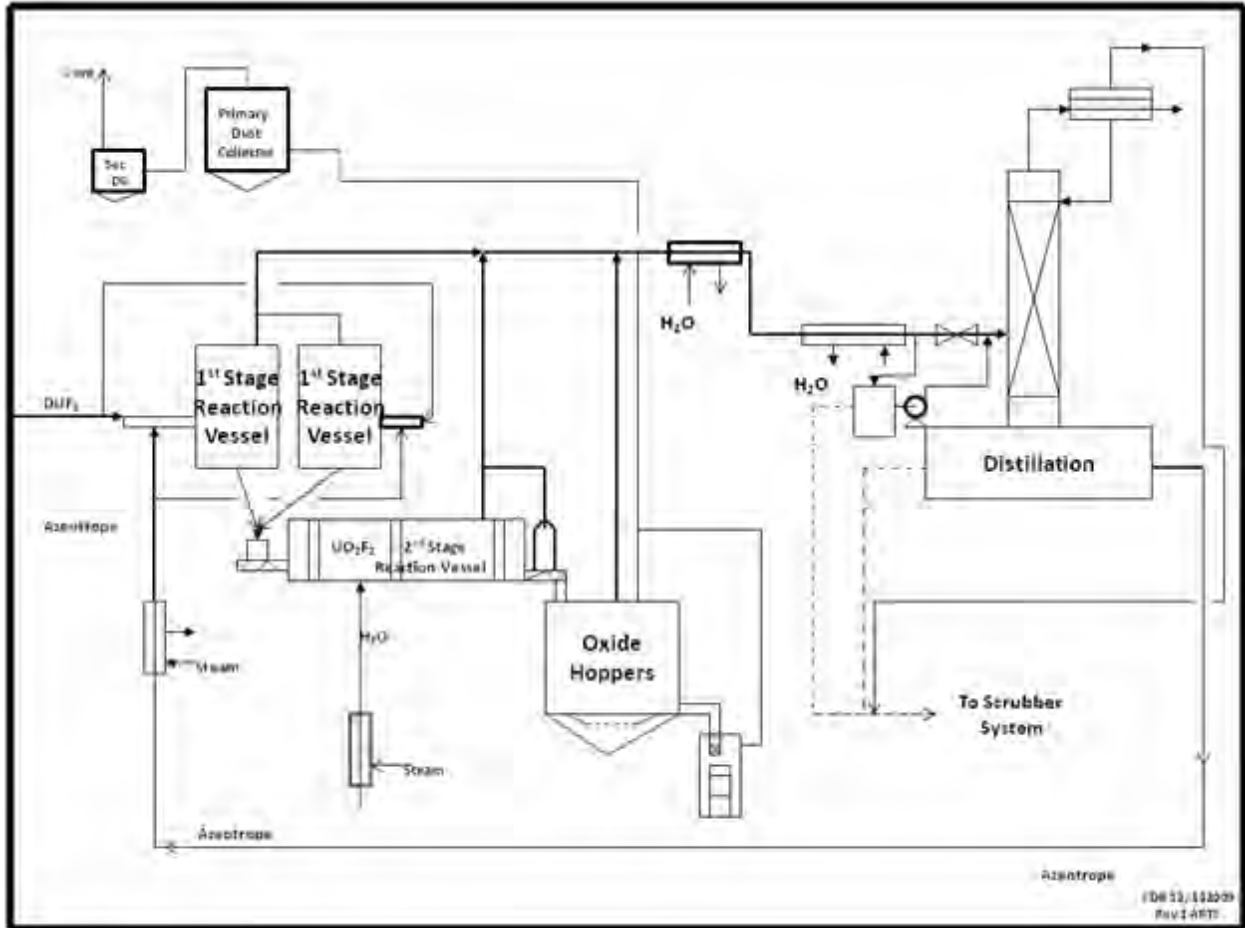 Vent
Primary
Dust
Collector
Sec
DC
H₂O
1st Stage
Reaction
Vessel
1st Stage
Reaction
Vessel
H₂O
Distillation
Azeotrope
UO₂F₂
2nd Stage
Reaction Vessel
H₂O
Steam
Oxide
Hoppers
To Scrubber
System
Steam
Azeotrope
Azeotrope